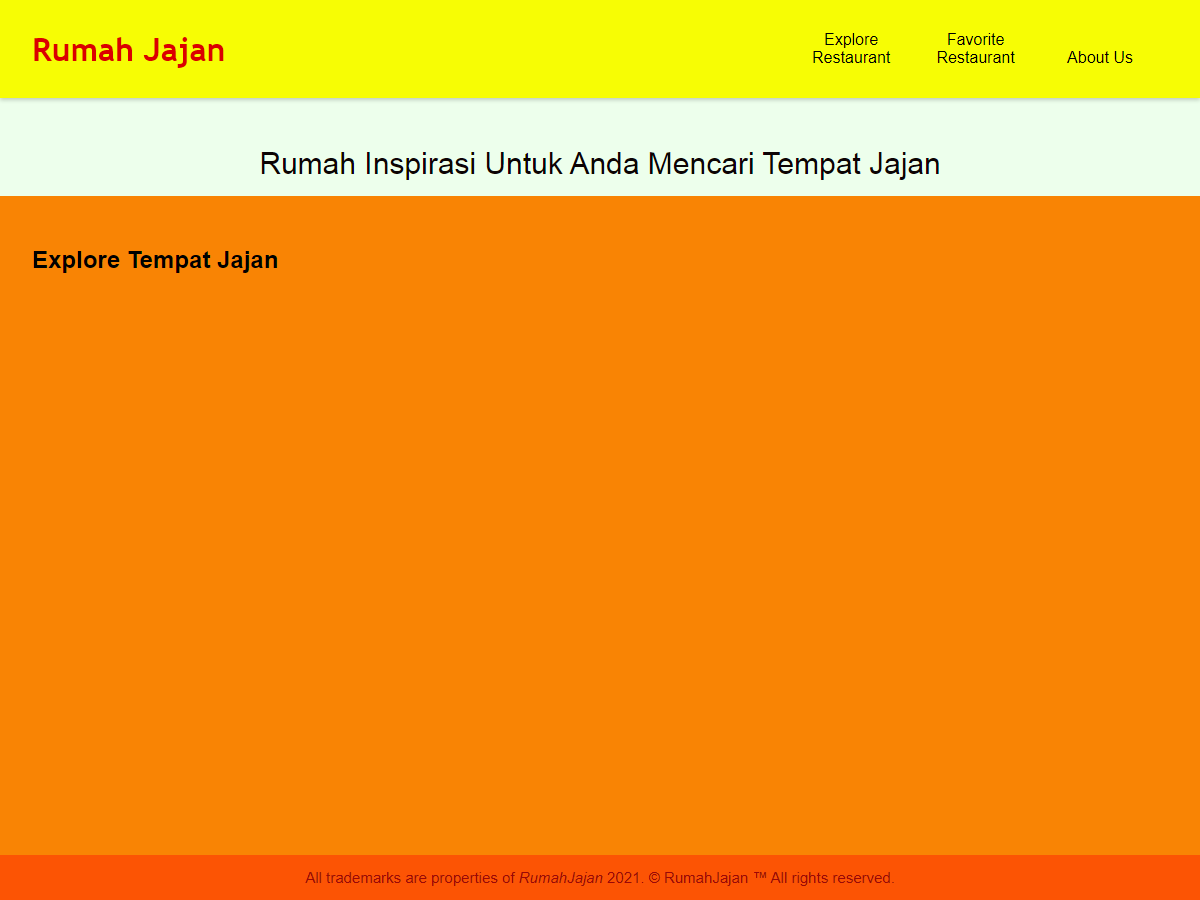 Rumah Jajan
Explore
Restaurant
Favorite
Restaurant
About Us
Rumah Inspirasi Untuk Anda Mencari Tempat Jajan
Explore Tempat Jajan
All trademarks are properties of RumahJajan 2021. © RumahJajan ™ All rights reserved.